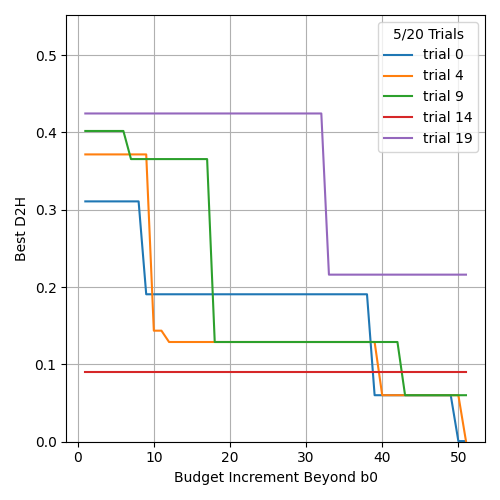 5/20 Trials
trial 0
trial 4
trial 9
trial 14
trial 19
Best D2H
0.5
0.4
0.3
0.2
0.1
0.0
0 10 20 30 40 50
Budget Increment Beyond b0